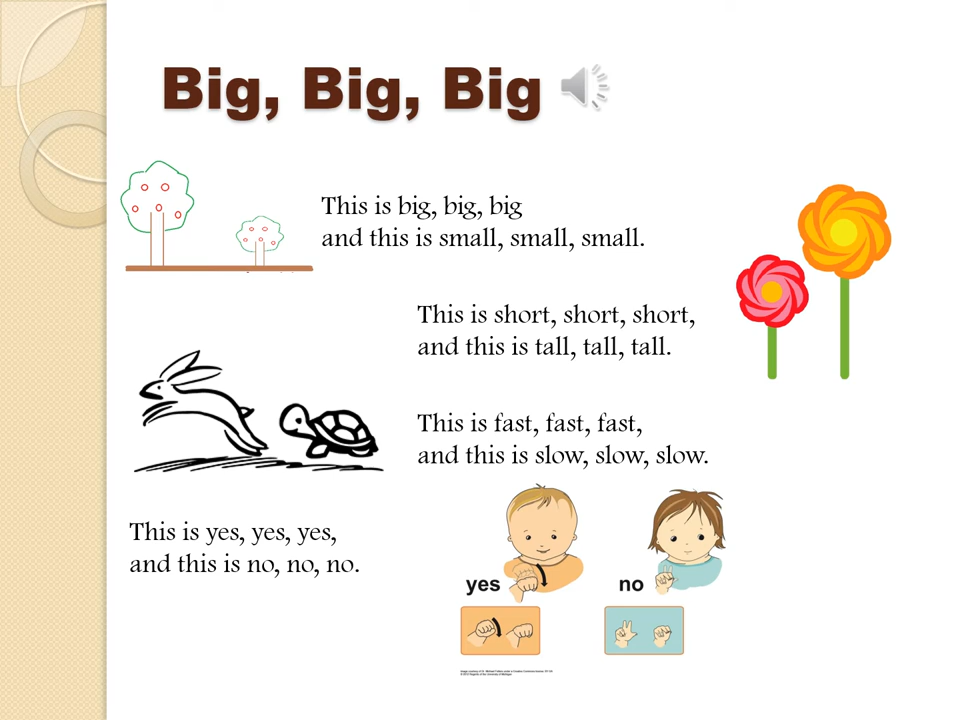 Big, Big, Big
This is big, big, big
and this is small, small, small.
This is short, short, short,
and this is tall, tall, tall.
This is fast, fast, fast,
and this is slow, slow, slow.
This is yes, yes, yes,
and this is no, no, no.
yes
no